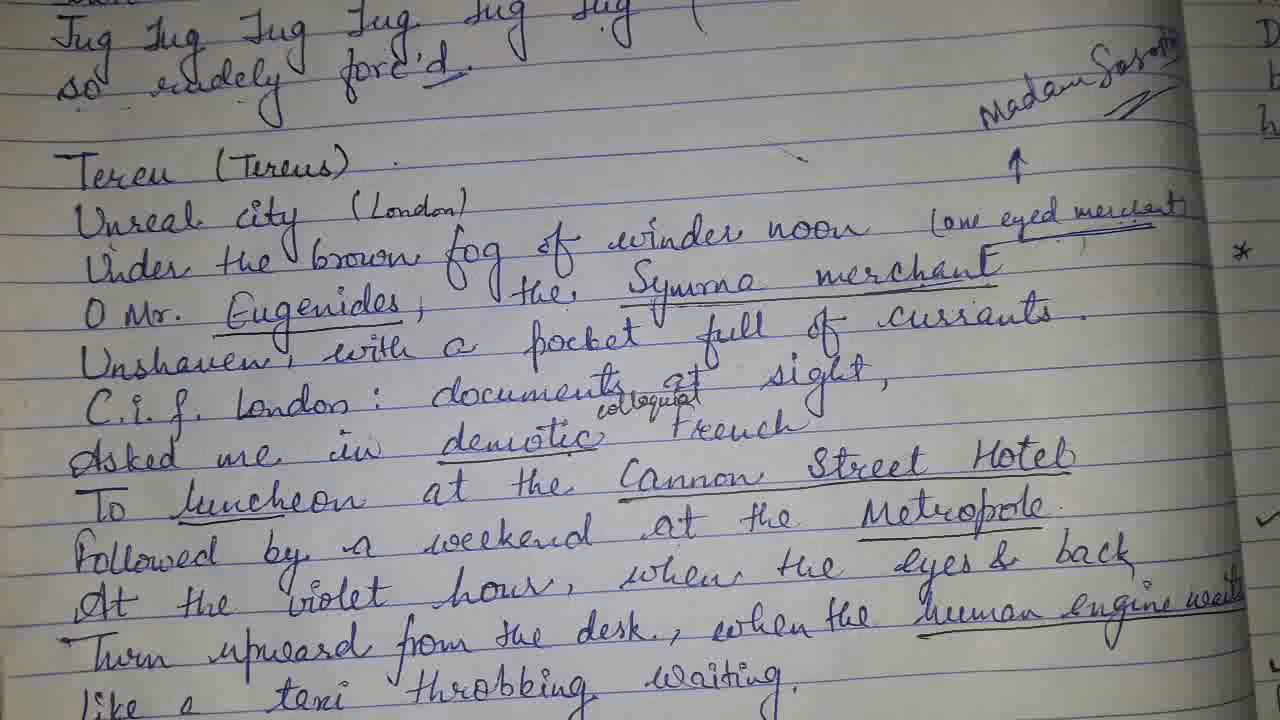 Jug Jug Jug Jug Jug Jug (
so rudely forc'd.
Madam Soso
Tereu (Tereus).
Unreal city (London)
Under the brown fog of winder noon (one eyed merchant)
O Mr. Eugenides, the Symrna merchant
Unshaven, with a pocket full of currants.
C.i.f. London: documents at sight,
colloquial
Asked me in demotic French
To luncheon at the Cannon Street Hotel
Followed by a weekend at the Metropole.
At the violet hour, when the eyes & back
Turn upward from the desk, when the human engine waits
like a taxi throbbing waiting.